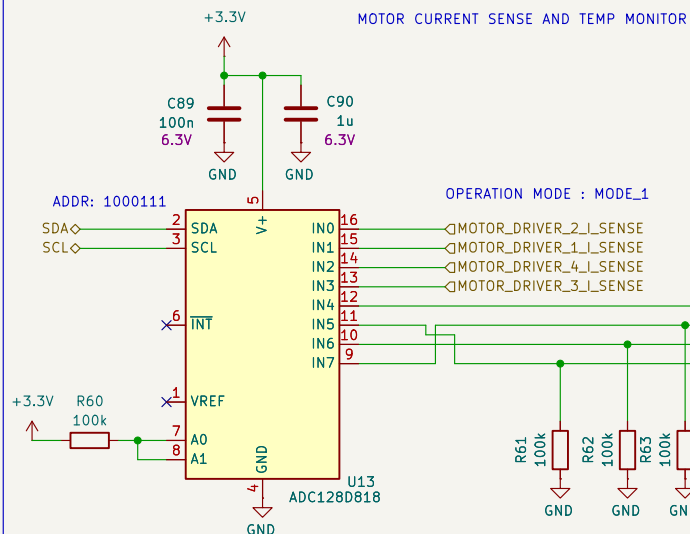 +3.3V
MOTOR CURRENT SENSE AND TEMP MONITOR
C89
100n
6.3V
C90
1u
6.3V
GND
GND
ADDR: 1000111
OPERATION MODE : MODE_1
5
V+
SDA
2
SDA
SCL
3
SCL
6
INT
1
VREF
+3.3V
R60
100k
7
A0
8
A1
IN0
16
MOTOR_DRIVER_2_I_SENSE
IN1
15
MOTOR_DRIVER_1_I_SENSE
IN2
14
MOTOR_DRIVER_4_I_SENSE
IN3
13
MOTOR_DRIVER_3_I_SENSE
IN4
12
IN5
11
IN6
10
IN7
9
GND
4
U13
ADC128D818
GND
R61
100k
R62
100k
R63
100k
GND
GND
GN